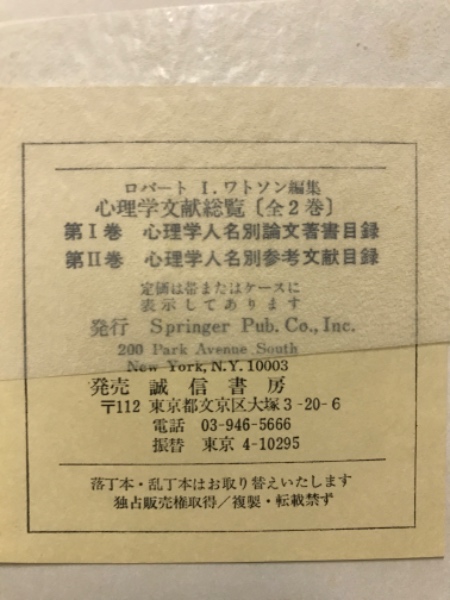 ロバート I. ワトソン編集
心理学文献総覧〔全2巻〕
第I巻 心理学人名別論文著書目録
第II巻 心理学人名別参考文献目録
定価は帯またはケースに
表示してあります
発行 Springer Pub. Co., Inc.
200 Park Avenue South
New York, N.Y. 10003
発売 誠信書房
〒112 東京都文京区大塚3-20-6
電話 03-946-5666
振替 東京 4-10295
落丁本・乱丁本はお取り替えいたします
独占販売権取得/複製・転載禁ず